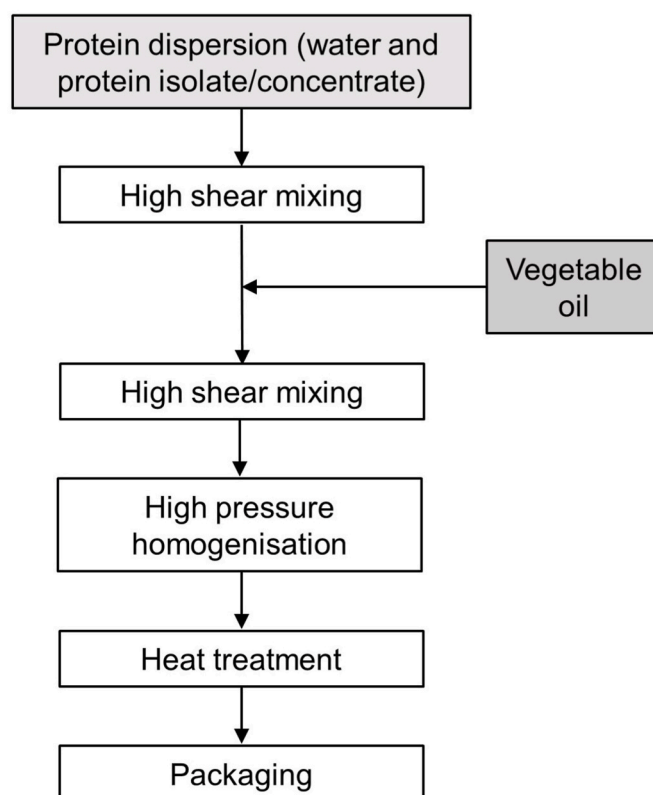 Protein dispersion (water and
protein isolate/concentrate)
High shear mixing
Vegetable
oil
High shear mixing
High pressure
homogenisation
Heat treatment
Packaging